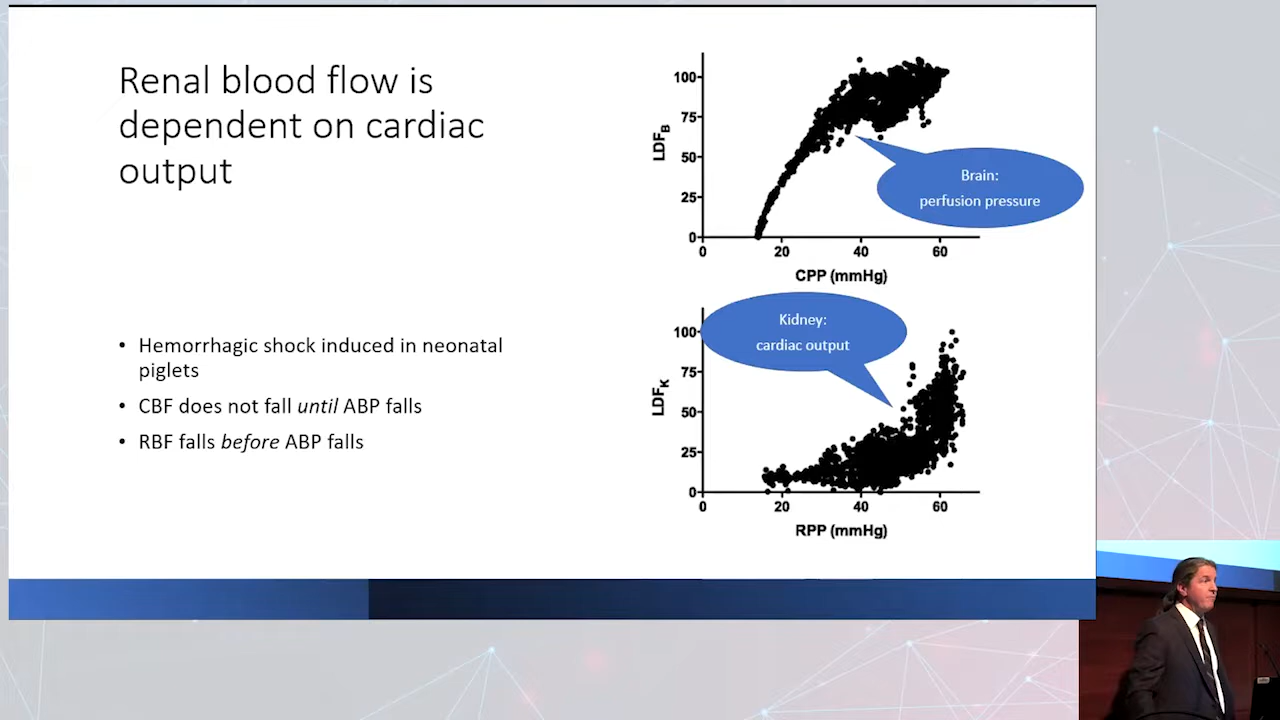 Renal blood flow is
dependent on cardiac
output
• Hemorrhagic shock induced in neonatal
piglets
• CBF does not fall until ABP falls
• RBF falls before ABP falls
LDFB
100
75
50
25
0
0 20 40 60
CPP (mmHg)
Brain:
perfusion pressure
LDFK
100
75
50
25
0
0 20 40 60
RPP (mmHg)
Kidney:
cardiac output